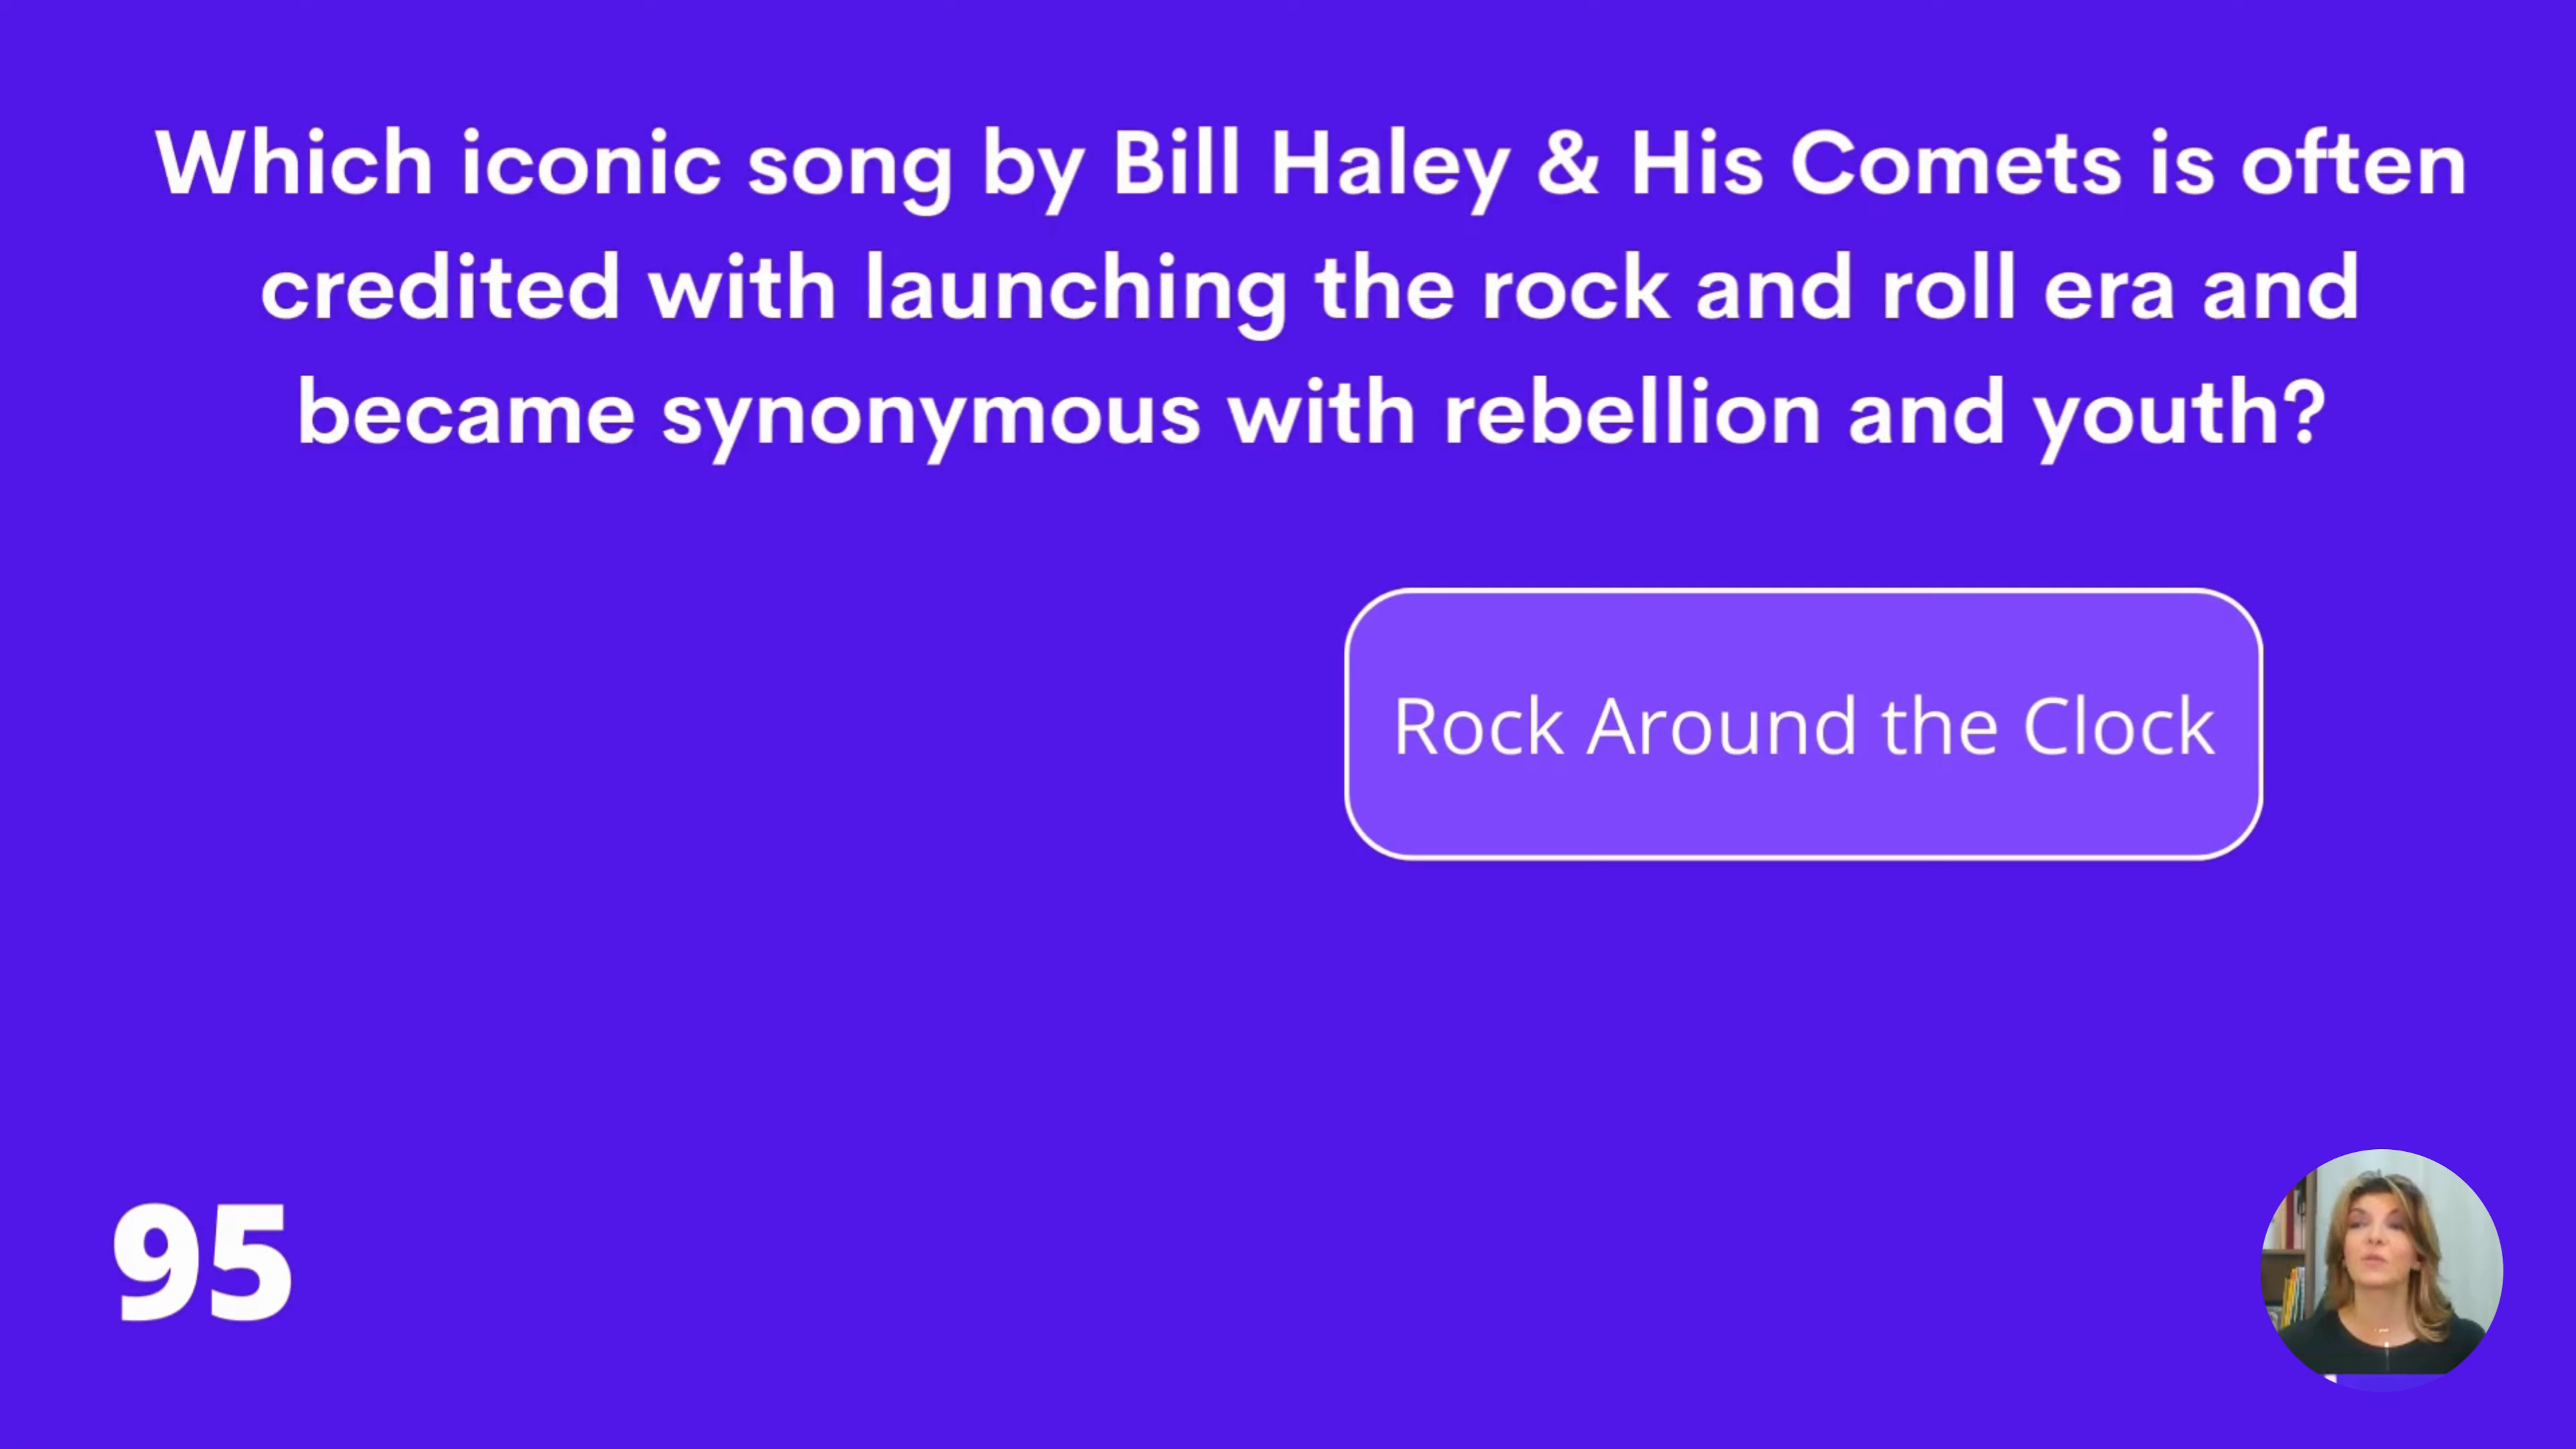 Which iconic song by Bill Haley & His Comets is often
credited with launching the rock and roll era and
became synonymous with rebellion and youth?
Rock Around the Clock
95